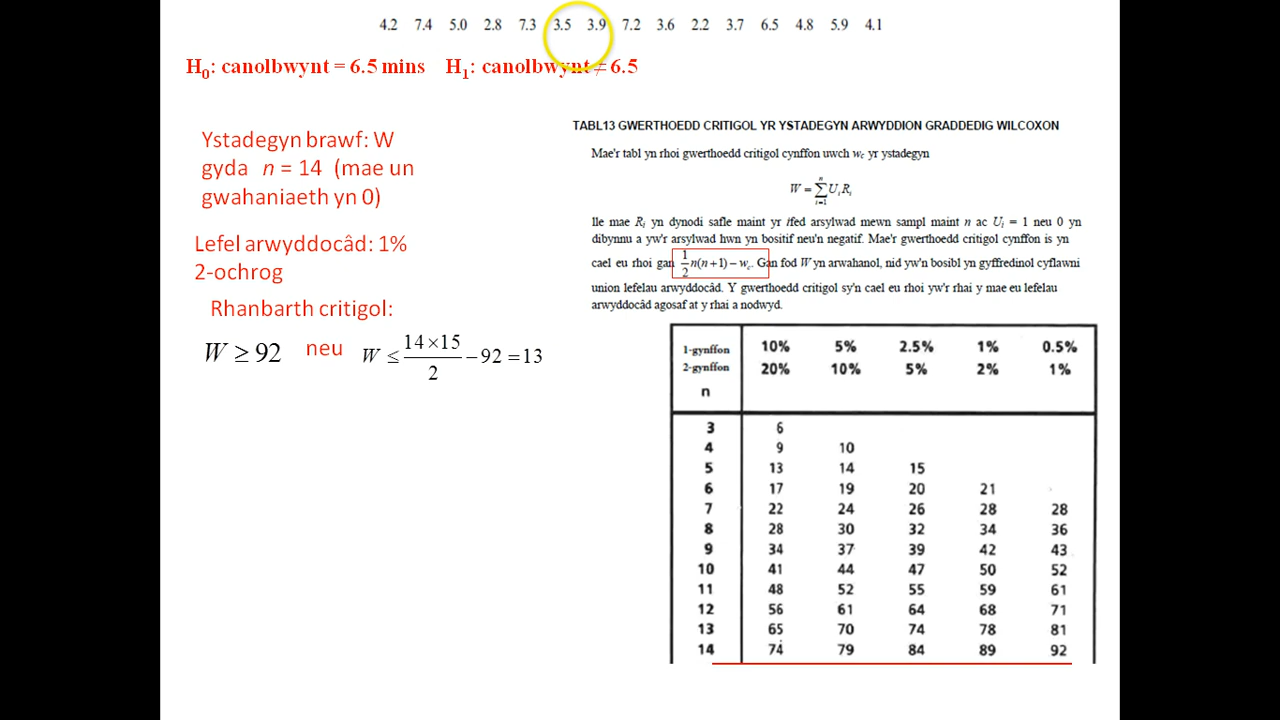 4.2 7.4 5.0 2.8 7.3 3.5 3.9 7.2 3.6 2.2 3.7 6.5 4.8 5.9 4.1
H0: canolbwynt = 6.5 mins H1: canolbwynt ≠ 6.5
Ystadegyn brawf: W
gyda n = 14 (mae un
gwahaniaeth yn 0)
Lefel arwyddocâd: 1%
2-ochrog
Rhanbarth critigol:
W ≥ 92 neu W ≤ 14×15/2 − 92 = 13
TABL13 GWERTHOEDD CRITIGOL YR YSTADEGYN ARWYDDION GRADDEDIG WILCOXON
Mae'r tabl yn rhoi gwerthoedd critigol cynffon uwch wc yr ystadegyn
W = ∑ i=1 n UiRi
lle mae Ri yn dynodi safle maint yr ifed arsylwad mewn sampl maint n ac Ui = 1 neu 0 yn
dibynnu a yw'r arsylwad hwn yn bositif neu'n negatif. Mae'r gwerthoedd critigol cynffon is yn
cael eu rhoi gan 1/2 n(n+1) − wc. Gan fod W yn arwahanol, nid yw'n bosibl yn gyffredinol cyflawni
union lefelau arwyddocâd. Y gwerthoedd critigol sy'n cael eu rhoi yw'r rhai y mae eu lefelau
arwyddocâd agosaf at y rhai a nodwyd.
1-gynffon 10% 5% 2.5% 1% 0.5%
2-gynffon 20% 10% 5% 2% 1%
n
3 6
4 9 10
5 13 14 15
6 17 19 20 21
7 22 24 26 28 28
8 28 30 32 34 36
9 34 37 39 42 43
10 41 44 47 50 52
11 48 52 55 59 61
12 56 61 64 68 71
13 65 70 74 78 81
14 74 79 84 89 92